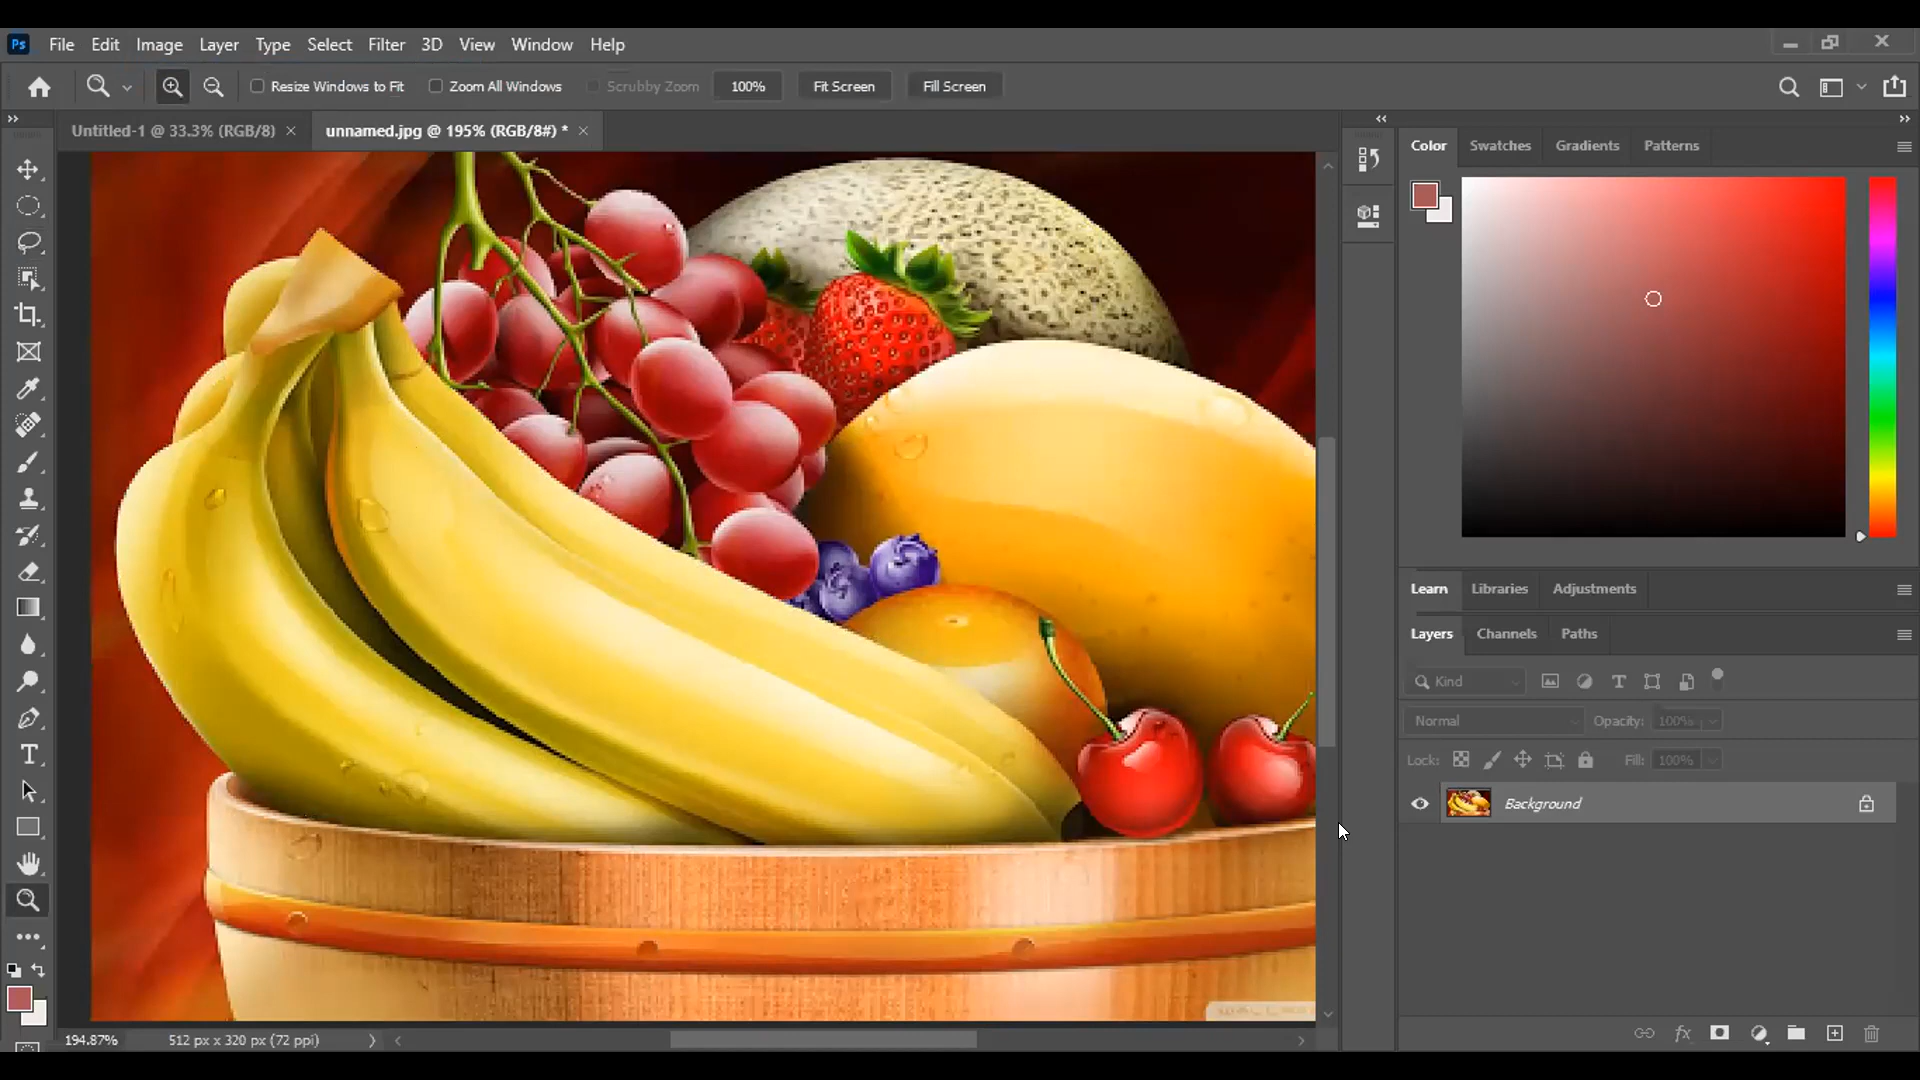 Ps File Edit Image Layer Type Select Filter 3D View Window Help
Resize Windows to Fit Zoom All Windows Scrubby Zoom 100% Fit Screen Fill Screen
Untitled-1 @ 33.3% (RGB/8) × unnamed.jpg @ 195% (RGB/8#) * ×
Color Swatches Gradients Patterns
Learn Libraries Adjustments
Layers Channels Paths
Kind
Normal Opacity: 100%
Lock: Fill: 100%
Background
194.87% 512 px x 320 px (72 ppi)